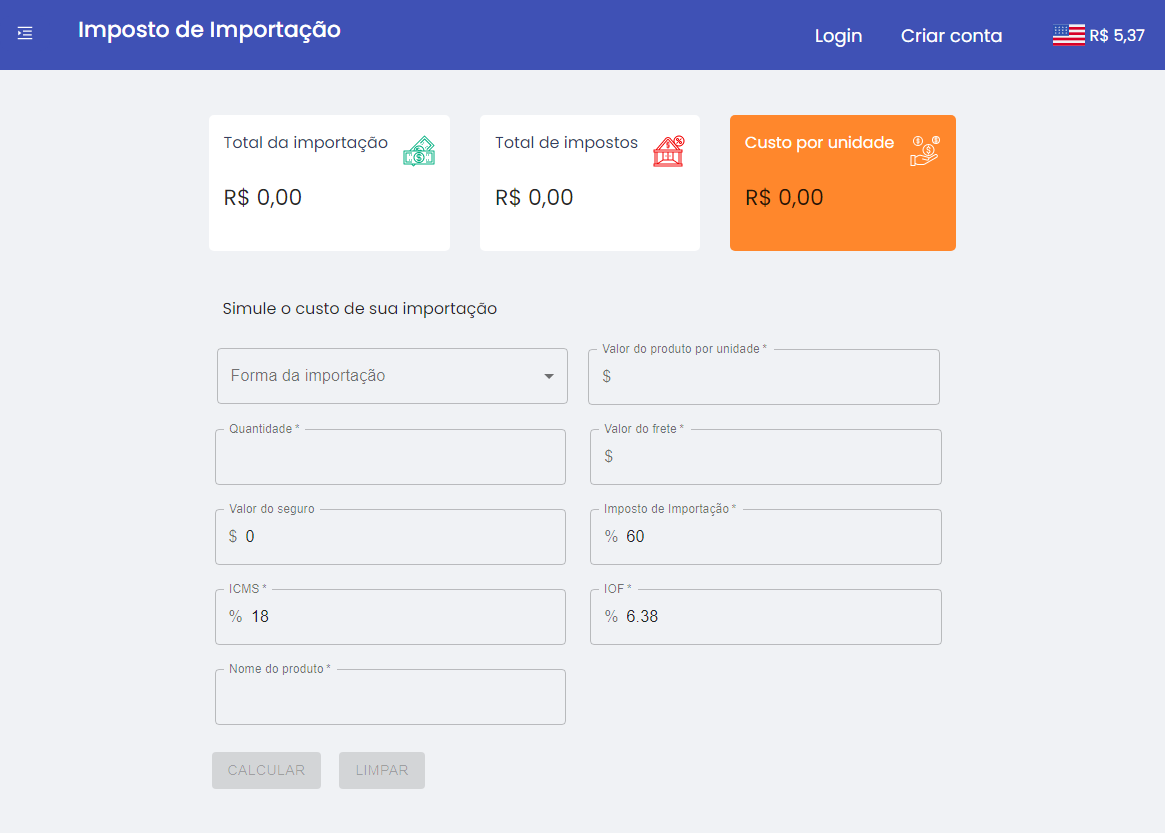 Imposto de Importação
Login
Criar conta
R$ 5,37
Total da importação
R$ 0,00
Total de impostos
R$ 0,00
Custo por unidade
R$ 0,00
Simule o custo de sua importação
Forma da importação
Valor do produto por unidade *
$
Quantidade *
Valor do frete *
$
Valor do seguro
$ 0
Imposto de Importação *
% 60
ICMS *
% 18
IOF *
% 6.38
Nome do produto *
CALCULAR
LIMPAR